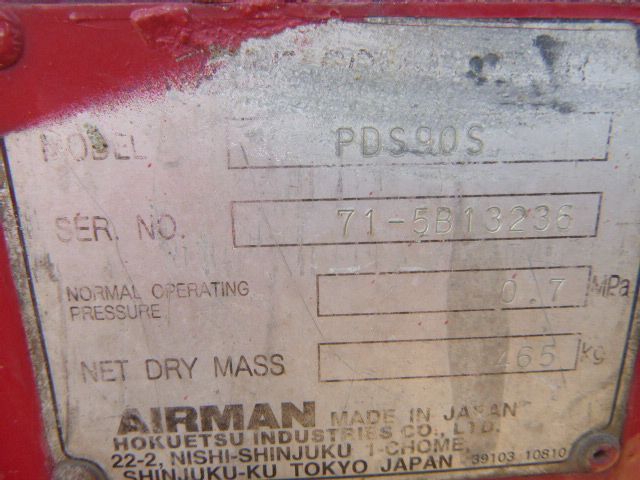 MODEL PDS90S
SER. NO. 71-5B13236
NORMAL OPERATING
PRESSURE 0.7 MPa
NET DRY MASS 465 kg
AIRMAN MADE IN JAPAN
HOKUETSU INDUSTRIES CO., LTD.
22-2, NISHI-SHINJUKU 1-CHOME
SHINJUKU-KU TOKYO JAPAN 39103 10810